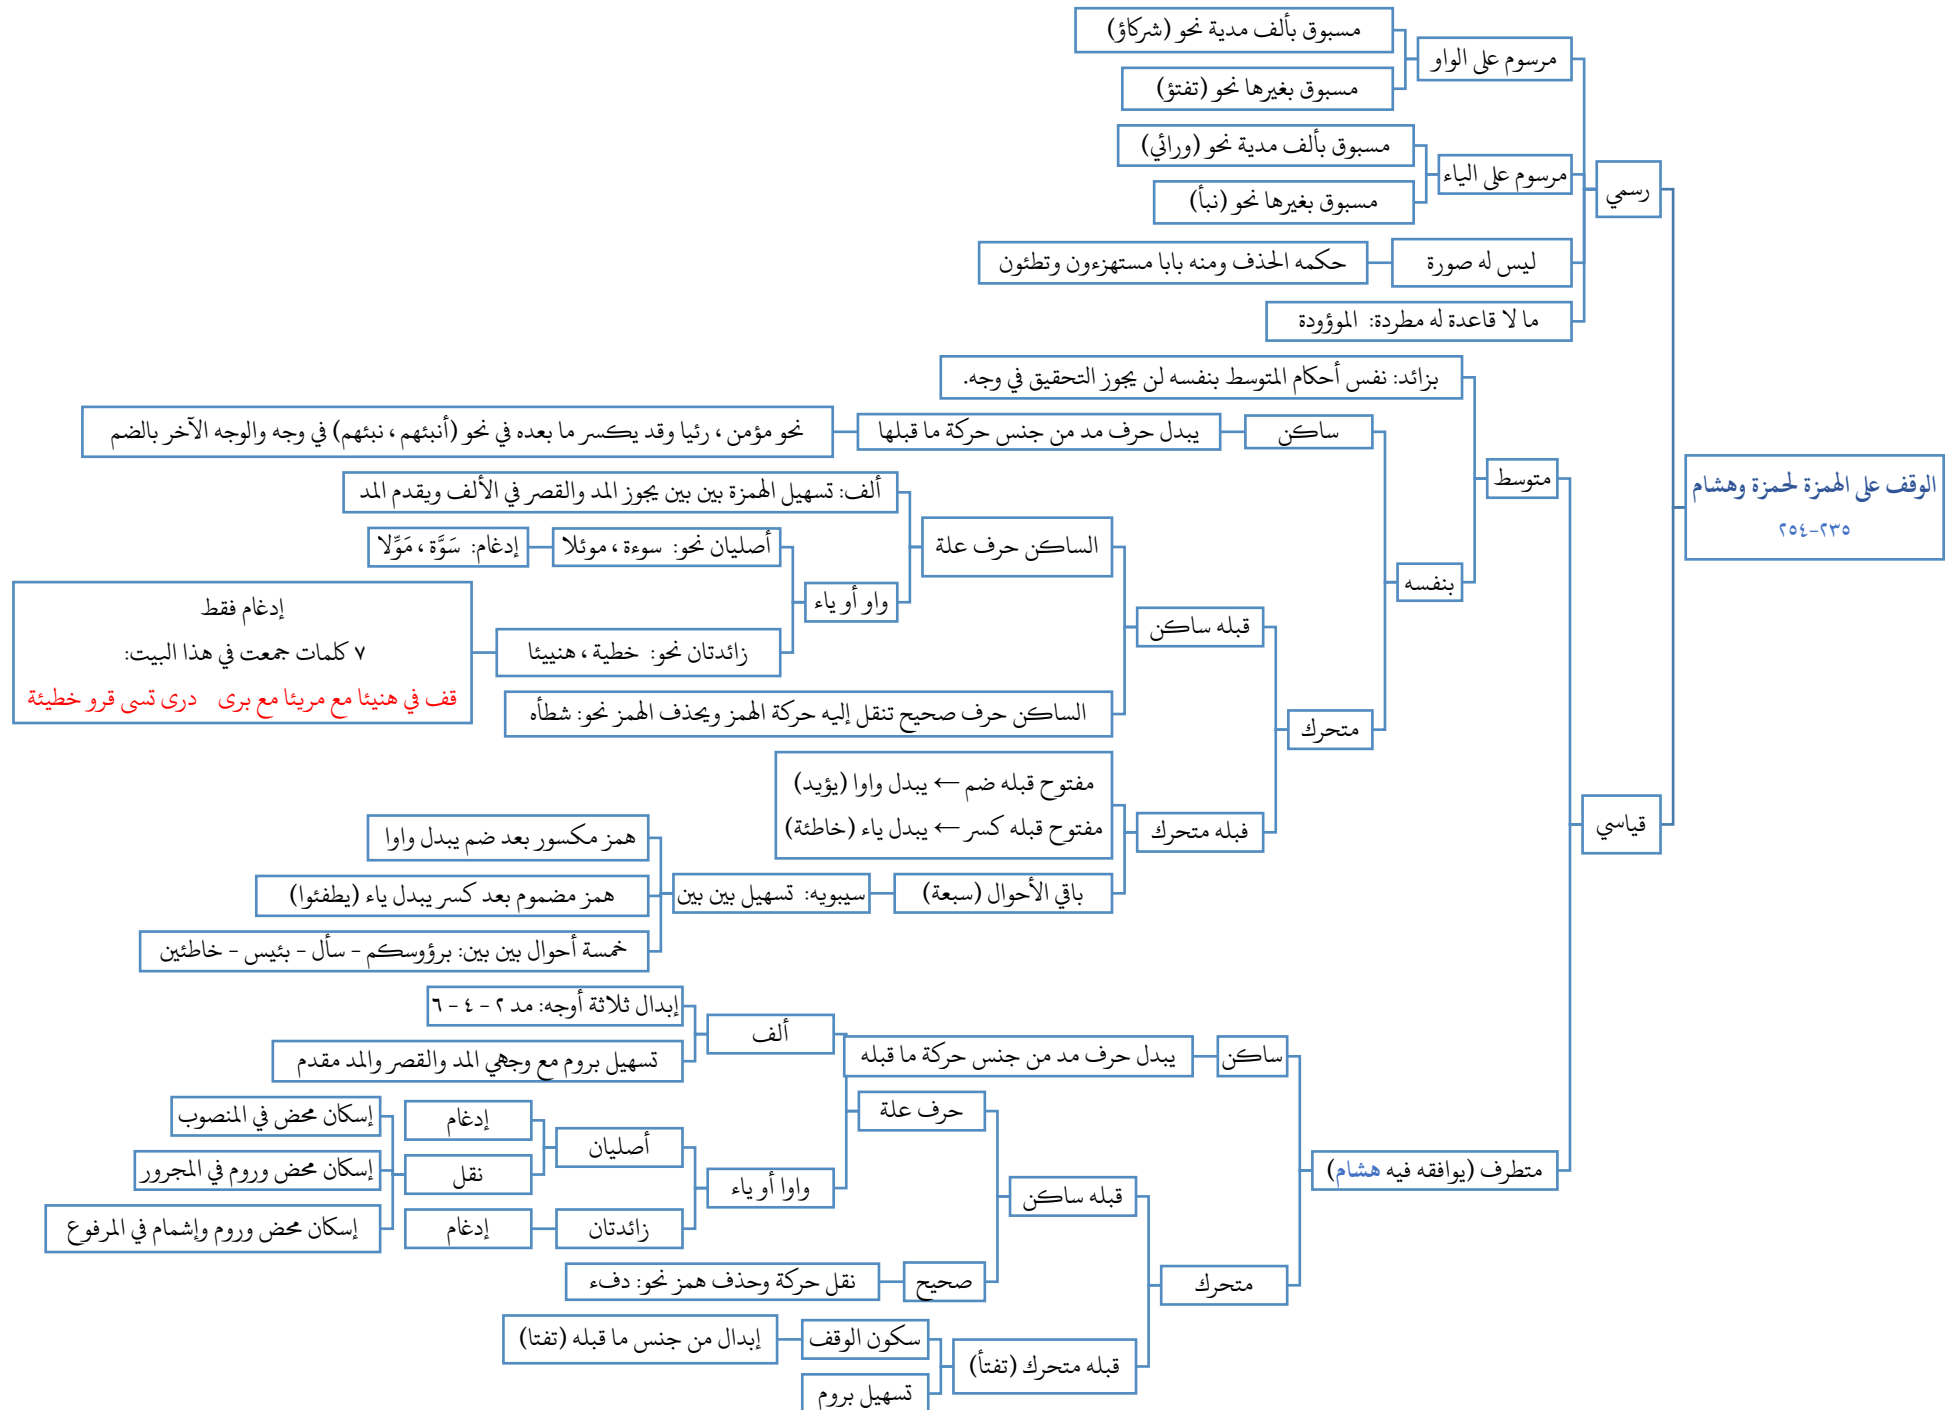 الوقف على الهمزة لحمزة وهشام
٢٣٥-٢٥٤
رسمي
مرسوم على الواو
مسبوق بألف مدية نحو (شركاؤ)
مسبوق بغيرها نحو (تفتؤ)
مرسوم على الياء
مسبوق بألف مدية نحو (ورائي)
مسبوق بغيرها نحو (نبأ)
ليس له صورة
حكمه الحذف ومنه بابا مستهزءون وتطئون
ما لا قاعدة له مطردة: الموؤودة
قياسي
متوسط
بزائد: نفس أحكام المتوسط بنفسه لن يجوز التحقيق في وجه.
بنفسه
ساكن
يبدل حرف مد من جنس حركة ما قبلها
نحو مؤمن ، رئيا وقد يكسر ما بعده في نحو (أنبئهم ، نبئهم) في وجه والوجه الآخر بالضم
متحرك
قبله ساكن
الساكن حرف علة
ألف: تسهيل الهمزة بين بين يجوز المد والقصر في الألف ويقدم المد
واو أو ياء
أصليان نحو: سوءة ، موئلا
إدغام: سَوَّة ، مَوِّلا
زائدتان نحو: خطية ، هنييئا
إدغام فقط
٧ كلمات جمعت في هذا البيت:
قف في هنيئا مع مريئا مع برى درى تسى قرو خطيئة
الساكن حرف صحيح تنقل إليه حركة الهمز ويحذف الهمز نحو: شطأه
فبله متحرك
مفتوح قبله ضم ← يبدل واوا (يؤيد)
مفتوح قبله كسر ← يبدل ياء (خاطئة)
باقي الأحوال (سبعة)
سيبويه: تسهيل بين بين
همز مكسور بعد ضم يبدل واوا
همز مضموم بعد كسر يبدل ياء (يطفئوا)
خمسة أحوال بين بين: برؤوسكم - سأل - بئيس - خاطئين
متطرف (يوافقه فيه هشام)
ساكن
يبدل حرف مد من جنس حركة ما قبله
متحرك
قبله ساكن
حرف علة
ألف
إبدال ثلاثة أوجه: مد ٢ - ٤ - ٦
تسهيل بروم مع وجهي المد والقصر والمد مقدم
واوا أو ياء
أصليان
إدغام
نقل
إسكان محض في المنصوب
إسكان محض وروم في المجرور
إسكان محض وروم وإشمام في المرفوع
زائدتان
إدغام
صحيح
نقل حركة وحذف همز نحو: دفء
قبله متحرك (تفتأ)
سكون الوقف
إبدال من جنس ما قبله (تفتا)
تسهيل بروم